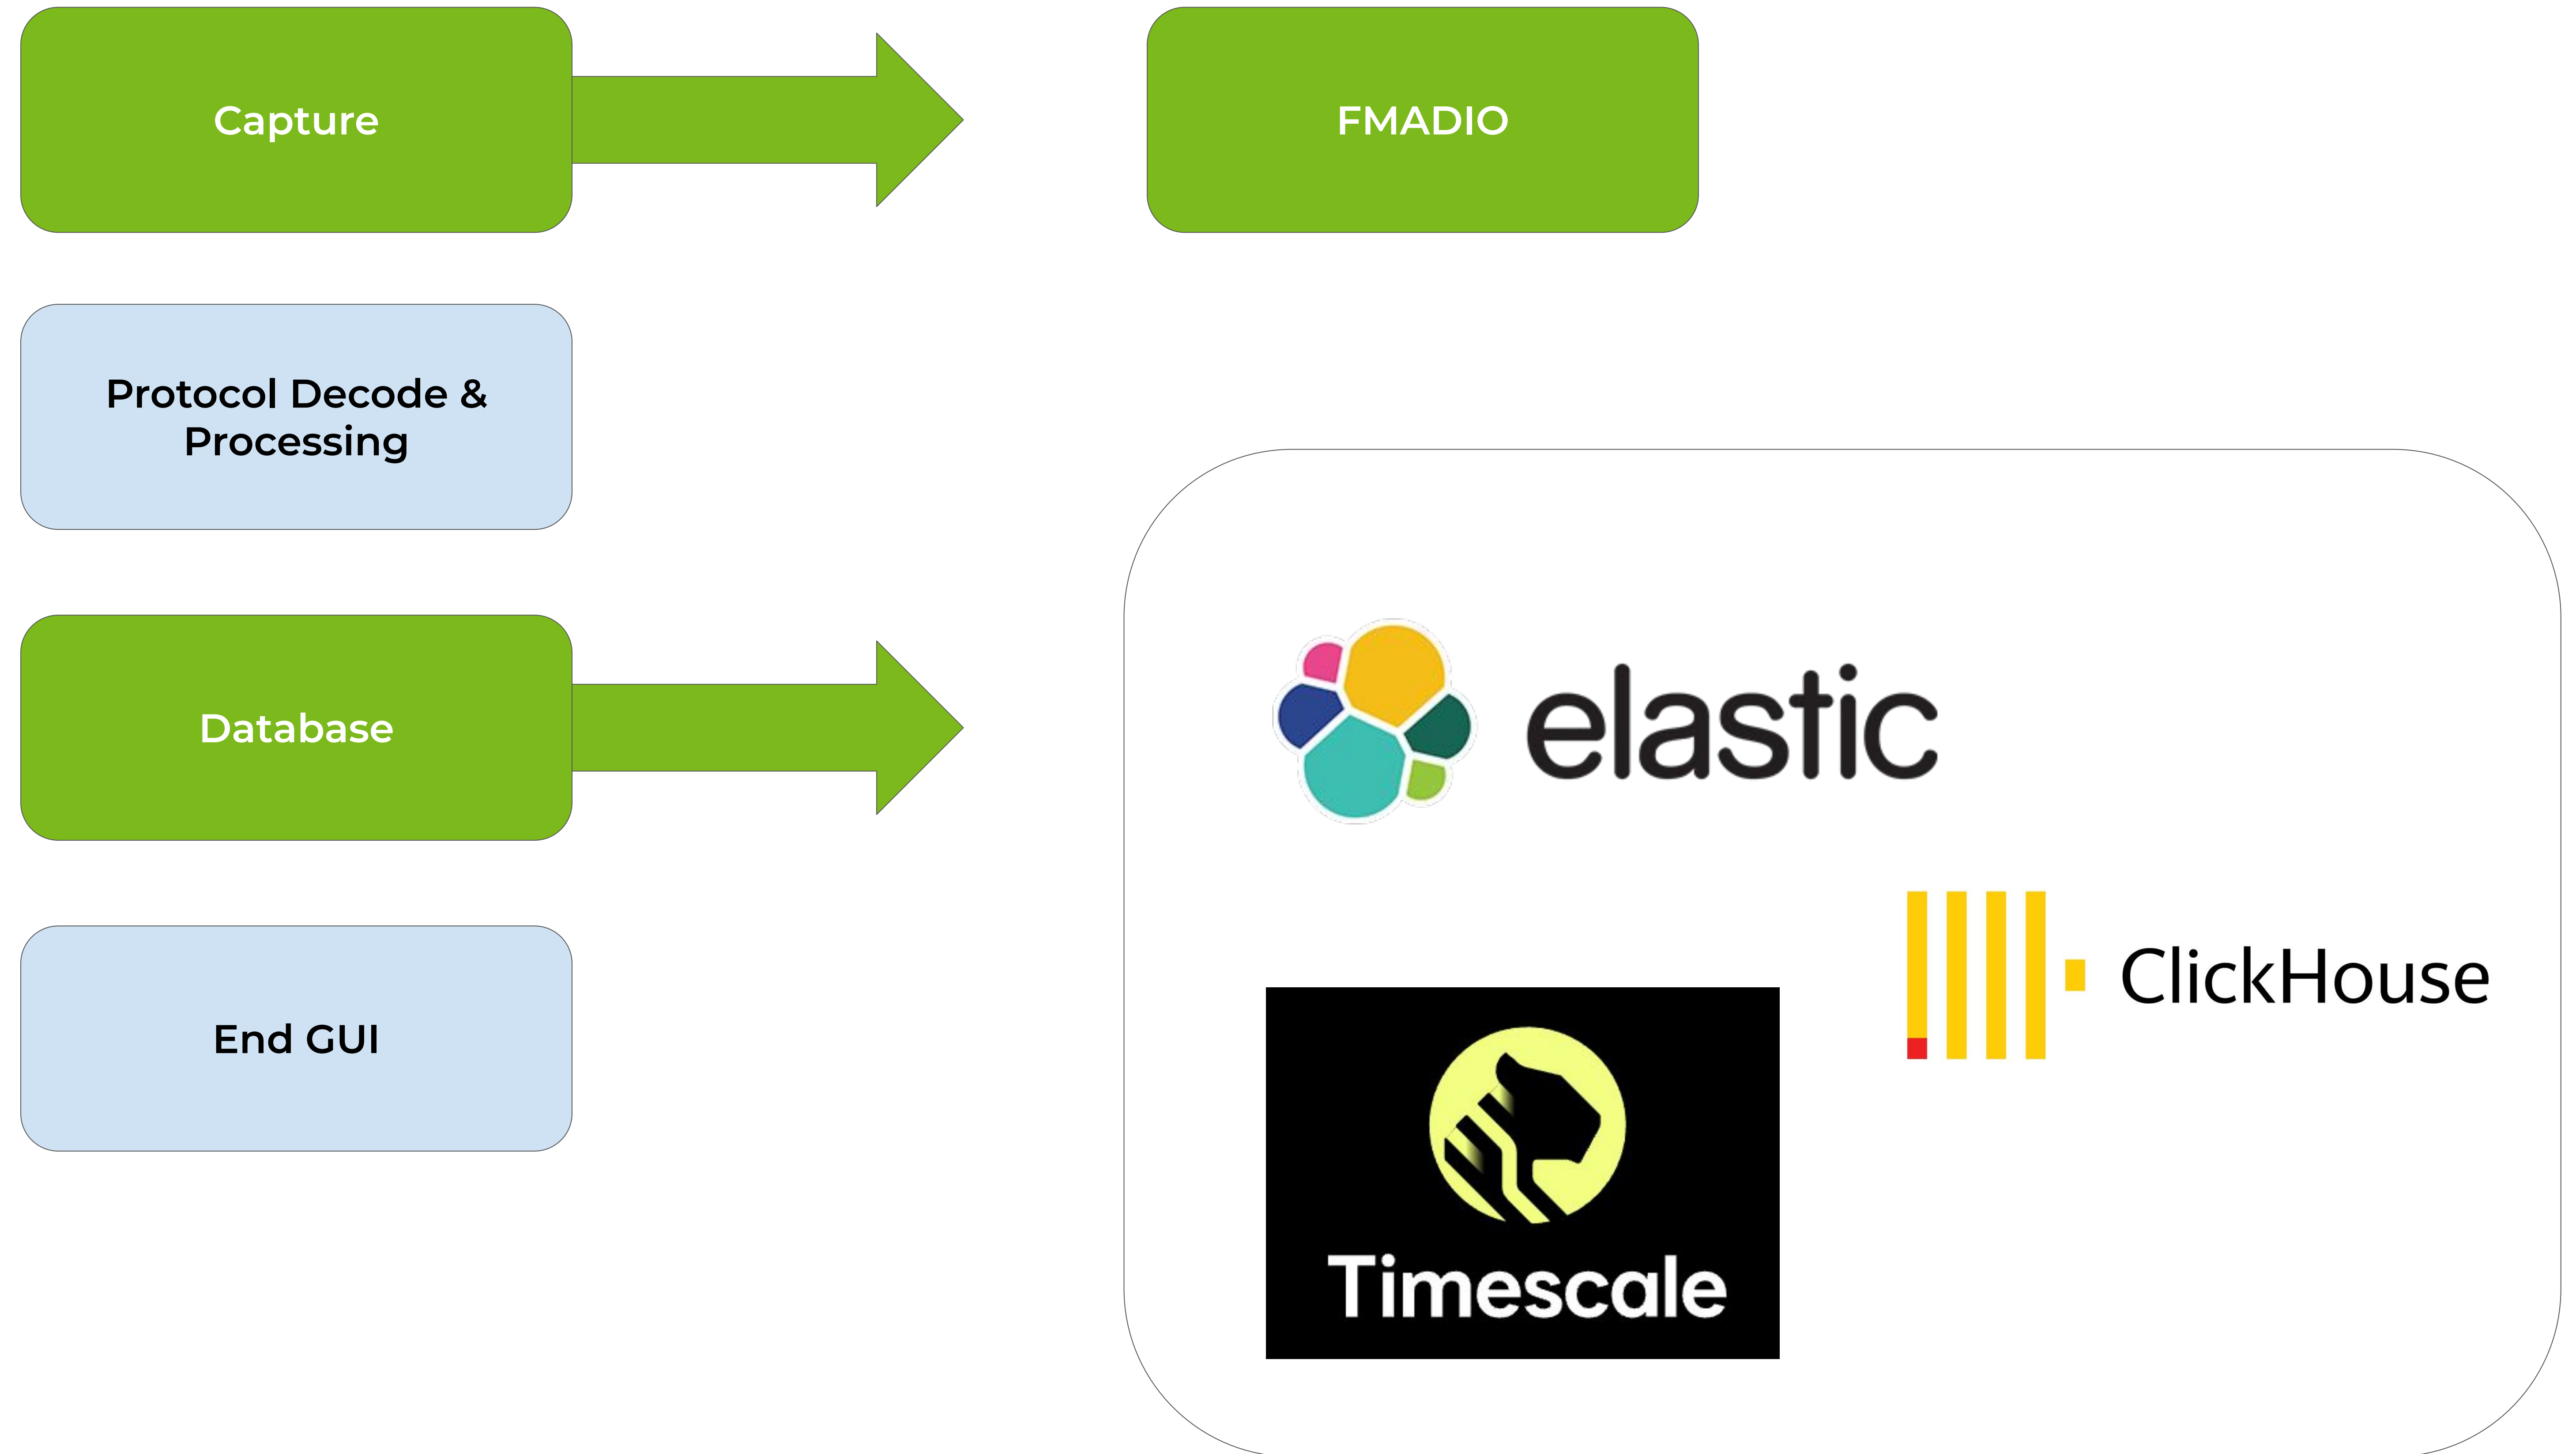 Capture
FMADIO
Protocol Decode &
Processing
Database
elastic
ClickHouse
End GUI
Timescale